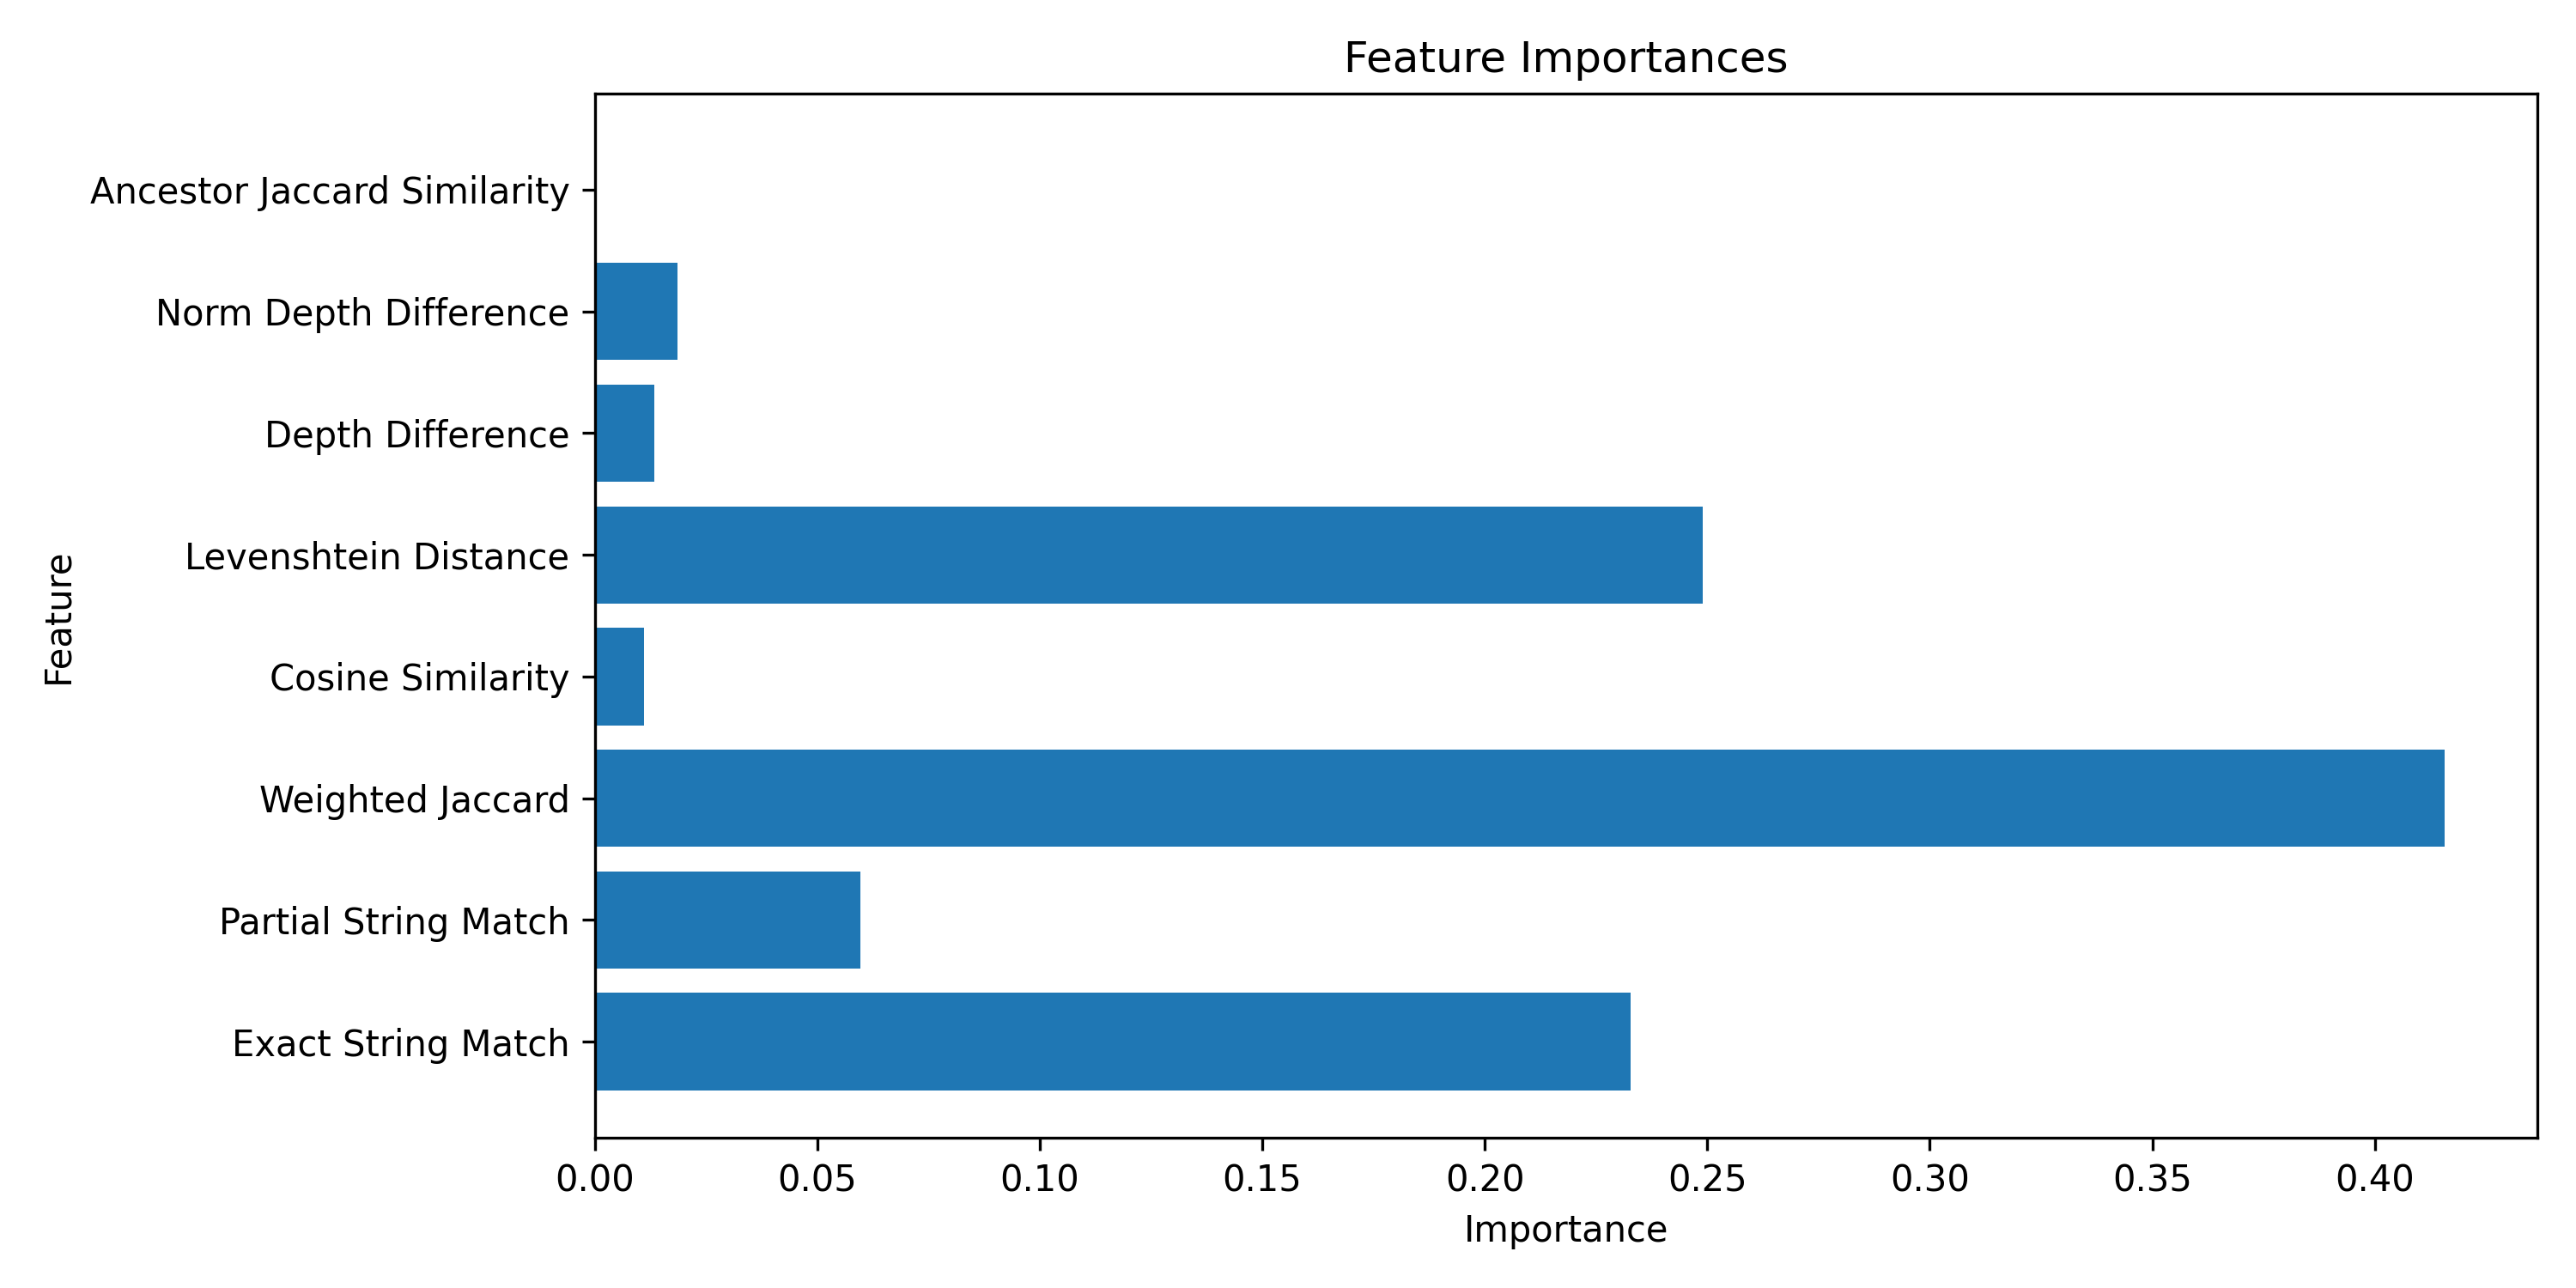 Feature Importances
Ancestor Jaccard Similarity
Norm Depth Difference
Depth Difference
Levenshtein Distance
Cosine Similarity
Weighted Jaccard
Partial String Match
Exact String Match
Feature
0.00 0.05 0.10 0.15 0.20 0.25 0.30 0.35 0.40
Importance